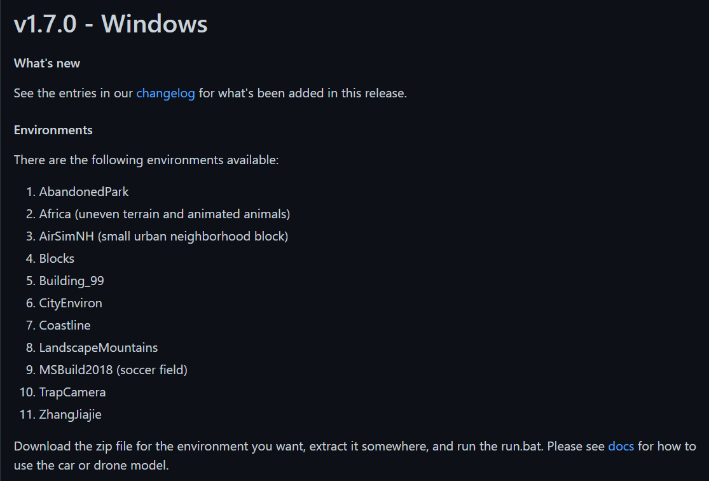 v1.7.0 - Windows
What's new
See the entries in our changelog for what's been added in this release.
Environments
There are the following environments available:
1. AbandonedPark
2. Africa (uneven terrain and animated animals)
3. AirSimNH (small urban neighborhood block)
4. Blocks
5. Building_99
6. CityEnviron
7. Coastline
8. LandscapeMountains
9. MSBuild2018 (soccer field)
10. TrapCamera
11. ZhangJiajie
Download the zip file for the environment you want, extract it somewhere, and run the run.bat. Please see docs for how to
use the car or drone model.